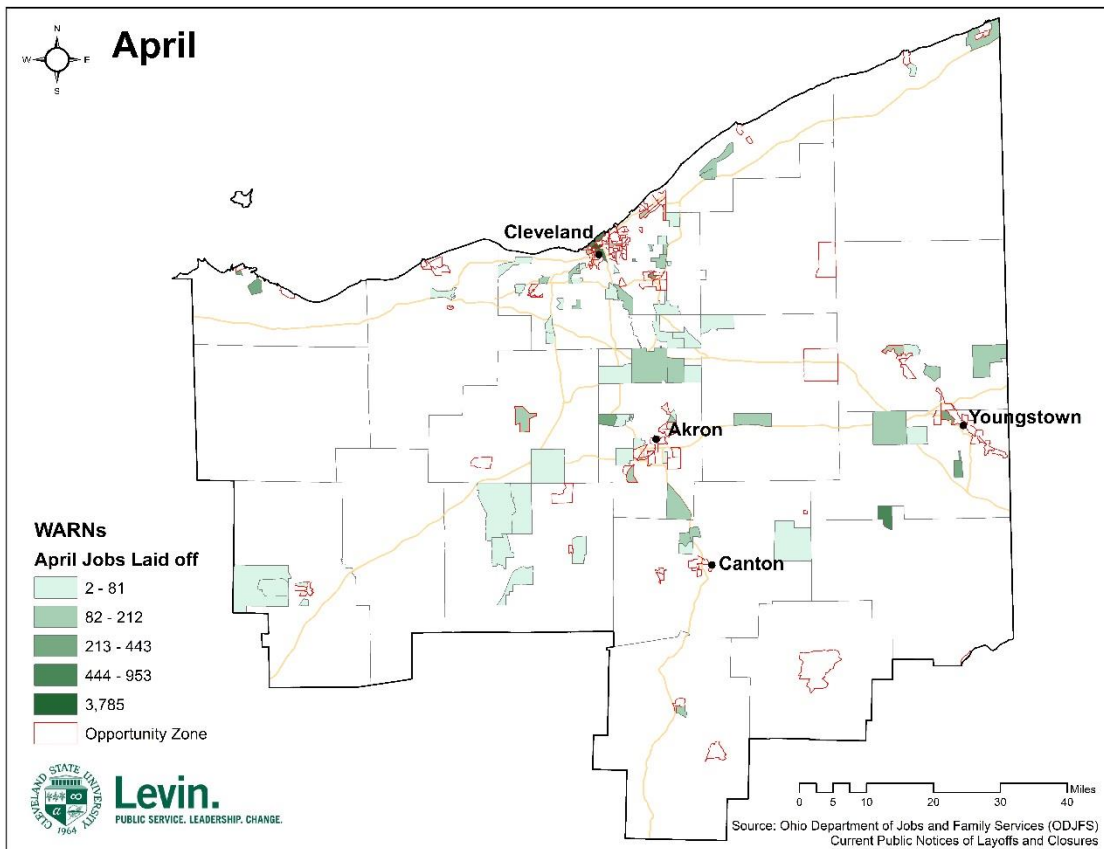 April
N
W
E
S
Cleveland
Akron
Youngstown
Canton
WARNs
April Jobs Laid off
2 - 81
82 - 212
213 - 443
444 - 953
3,785
Opportunity Zone
CLEVELAND STATE UNIVERSITY
1964
Levin.
PUBLIC SERVICE. LEADERSHIP. CHANGE.
Miles
0 5 10 20 30 40
Source: Ohio Department of Jobs and Family Services (ODJFS)
Current Public Notices of Layoffs and Closures